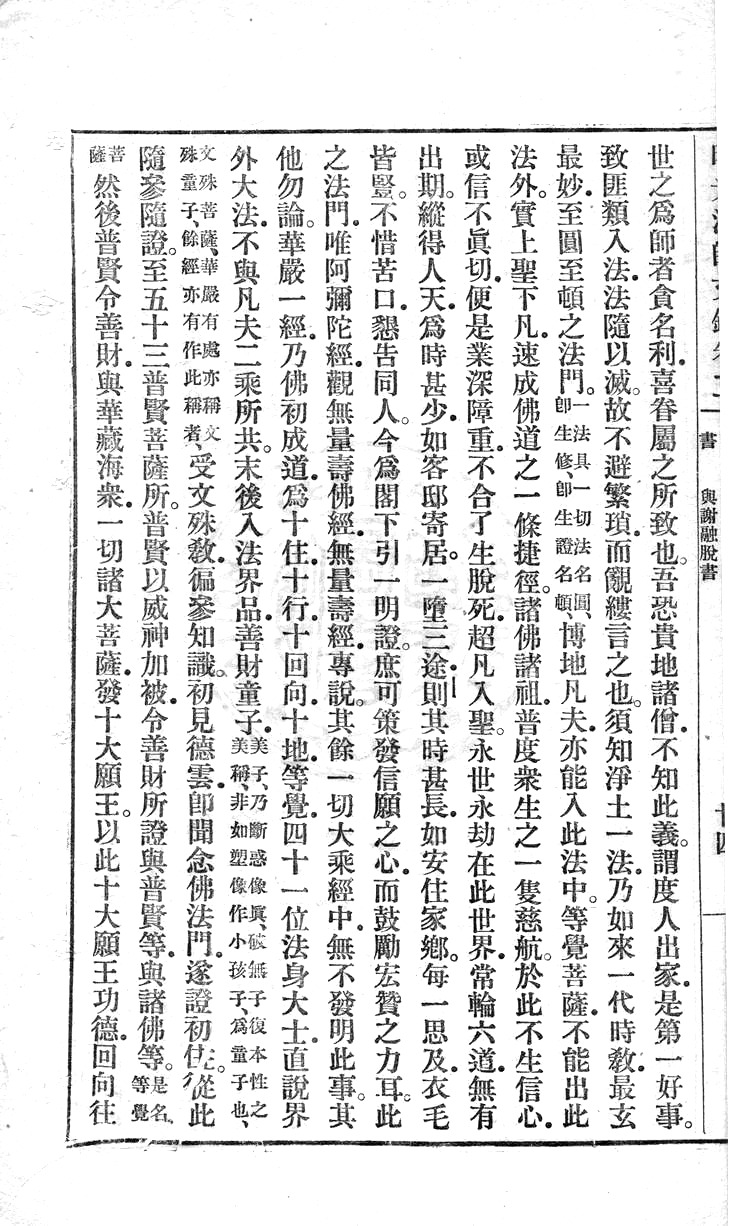 書 與謝融脫書
世之爲師者貪名利喜眷屬之所致也。吾恐貴地諸僧不知此義。謂度人出家是第一好事。
致匪類入法法隨以滅。故不避繁瑣而覼縷言之也。須知淨土一法乃如來一代時敎最玄
最妙至圓至頓之法門。一法具一切法名圓、卽生修、卽生證名頓、博地凡夫亦能入此法中。等覺菩薩不能出此
法外。實上聖下凡速成佛道之一條捷徑。諸佛諸祖普度衆生之一隻慈航。於此不生信心
或信不眞切便是業深障重不合了生脫死超凡入聖。永世永劫在此世界常輪六道無有
出期。縱得人天爲時甚少如客邸寄居。一墮三途則其時甚長如安住家鄕。每一思及衣毛
皆豎。不惜苦口懇告同人。今爲閣下引一明證。庶可策發信願之心而鼓勵宏贊之力耳。此
之法門唯阿彌陀經觀無量壽佛經無量壽經專說。其餘一切大乘經中無不發明此事。其
他勿論。華嚴一經乃佛初成道爲十住十行十回向十地等覺四十一位法身大士直說界
外大法不與凡夫二乘所共。末後入法界品善財童子美子、乃斷惑像眞、破無子復本性之美稱、非如塑像作小孩子、爲童子也、
文殊菩薩、華嚴有處亦稱文殊童子、餘經亦有作此稱者、受文殊敎徧參知識。初見德雲卽聞念佛法門。遂證初住。從此
隨參隨證。至五十三普賢菩薩所。普賢以威神加被令善財所證與普賢等與諸佛等。是名等覺
菩薩然後普賢令善財與華藏海衆一切諸大菩薩發十大願王。以此十大願王功德回向往